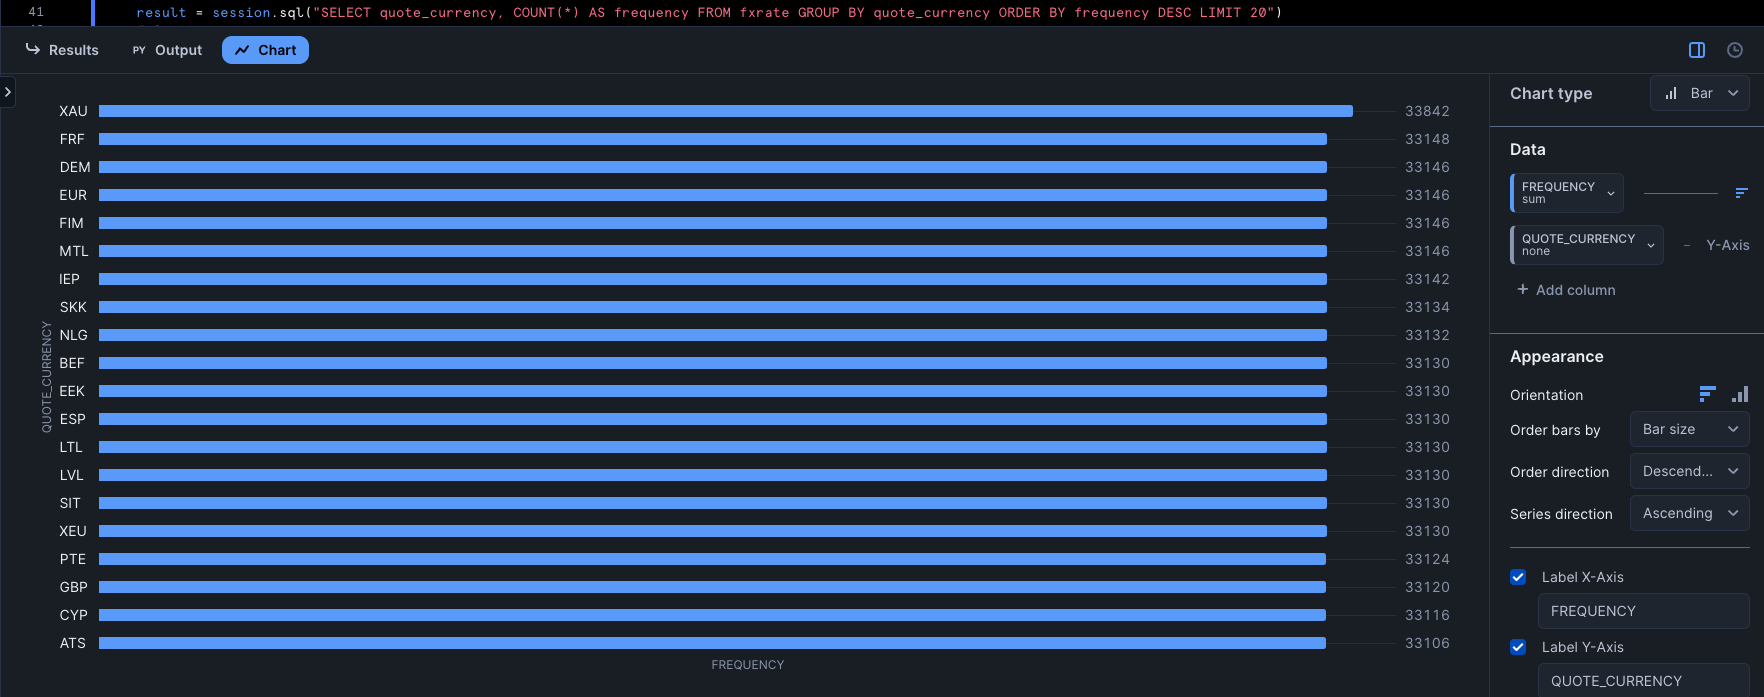 41 result = session.sql("SELECT quote_currency, COUNT(*) AS frequency FROM fxrate GROUP BY quote_currency ORDER BY frequency DESC LIMIT 20")
Results PY Output Chart
XAU 33842
FRF 33148
DEM 33146
EUR 33146
FIM 33146
MTL 33146
IEP 33142
SKK 33134
NLG 33132
BEF 33130
EEK 33130
ESP 33130
LTL 33130
LVL 33130
SIT 33130
XEU 33130
PTE 33124
GBP 33120
CYP 33116
ATS 33106
QUOTE_CURRENCY
FREQUENCY
Chart type Bar
Data
FREQUENCY
sum
QUOTE_CURRENCY
none
Y-Axis
+ Add column
Appearance
Orientation
Order bars by Bar size
Order direction Descend...
Series direction Ascending
Label X-Axis
FREQUENCY
Label Y-Axis
QUOTE_CURRENCY